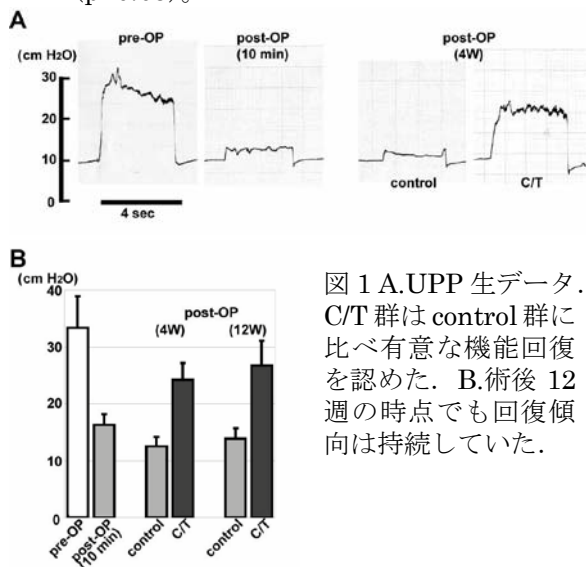 A
pre-OP
post-OP
(10 min)
post-OP
(4W)
(cm H₂O)
30
20
10
0
control
C/T
4 sec
B
(cm H₂O)
40
30
20
10
0
post-OP
(4W)
(12W)
pre-OP
post-OP
(10 min)
control
C/T
control
C/T
図 1 A.UPP 生データ.
C/T 群は control 群に
比べ有意な機能回復
を認めた. B.術後 12
週の時点でも回復傾
向は持続していた.